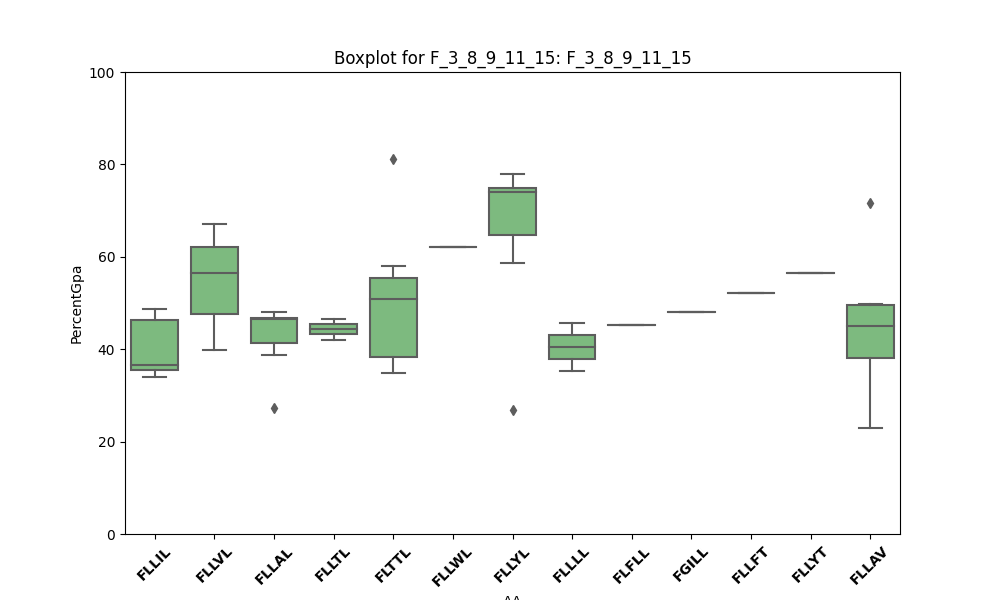 Boxplot for F_3_8_9_11_15: F_3_8_9_11_15
100
80
60
40
20
0
PercentGpa
FLLIL FLLVL FLLAL FLLTL FLTTL FLLWL FLLYL FLLLL FLFLL FGILL FLLFT FLLYT FLLAV
AA